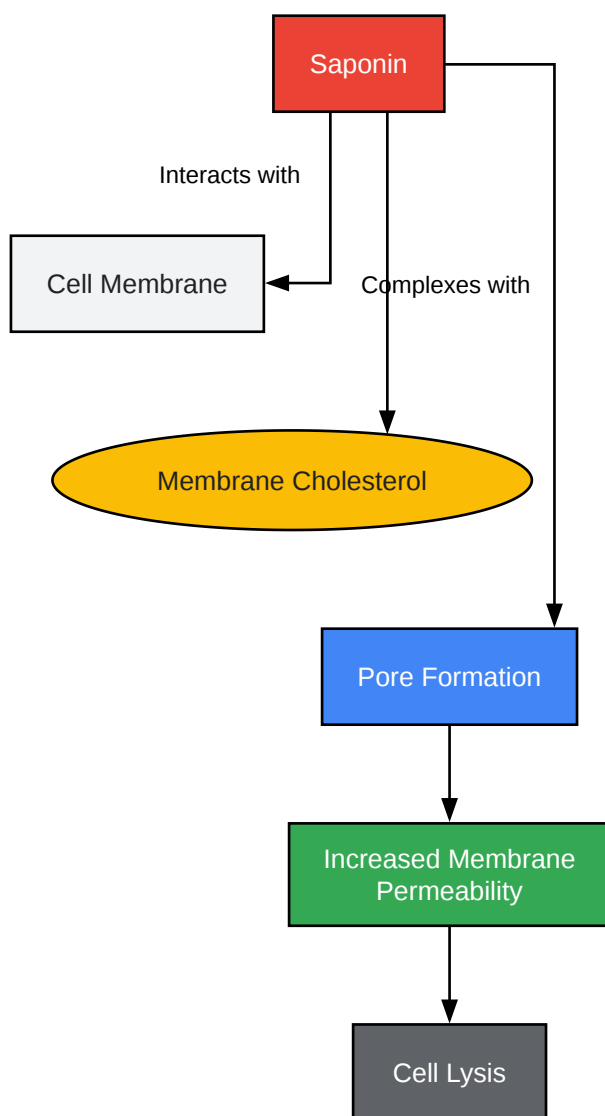 Saponin
Interacts with
Cell Membrane
Complexes with
Membrane Cholesterol
Pore Formation
Increased Membrane
Permeability
Cell Lysis